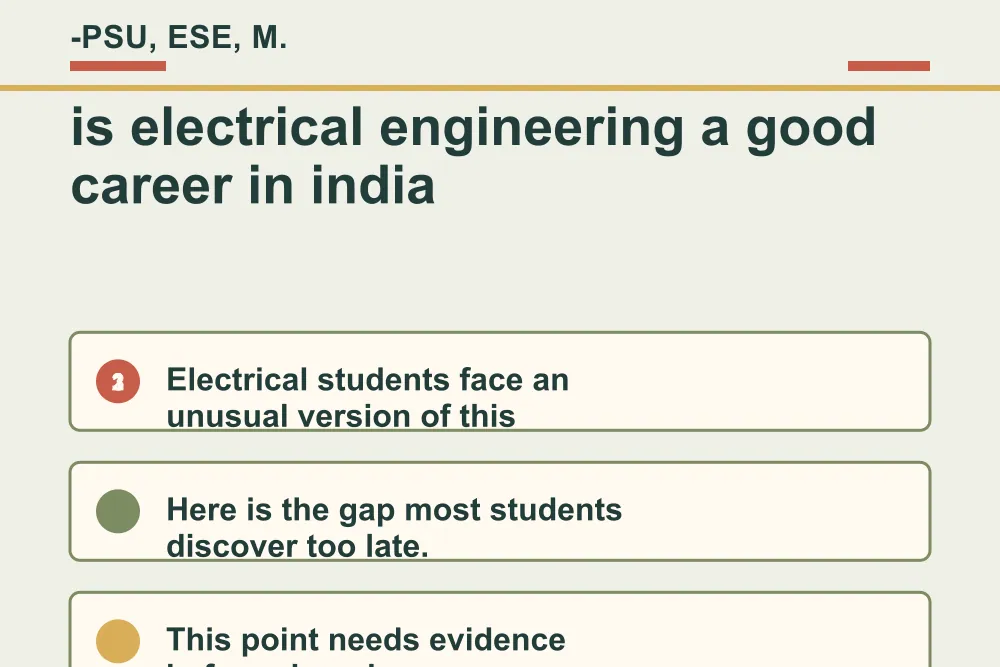 -PSU, ESE, M.
is electrical engineering a good
career in india
Electrical students face an
unusual version of this
Here is the gap most students
discover too late.
This point needs evidence